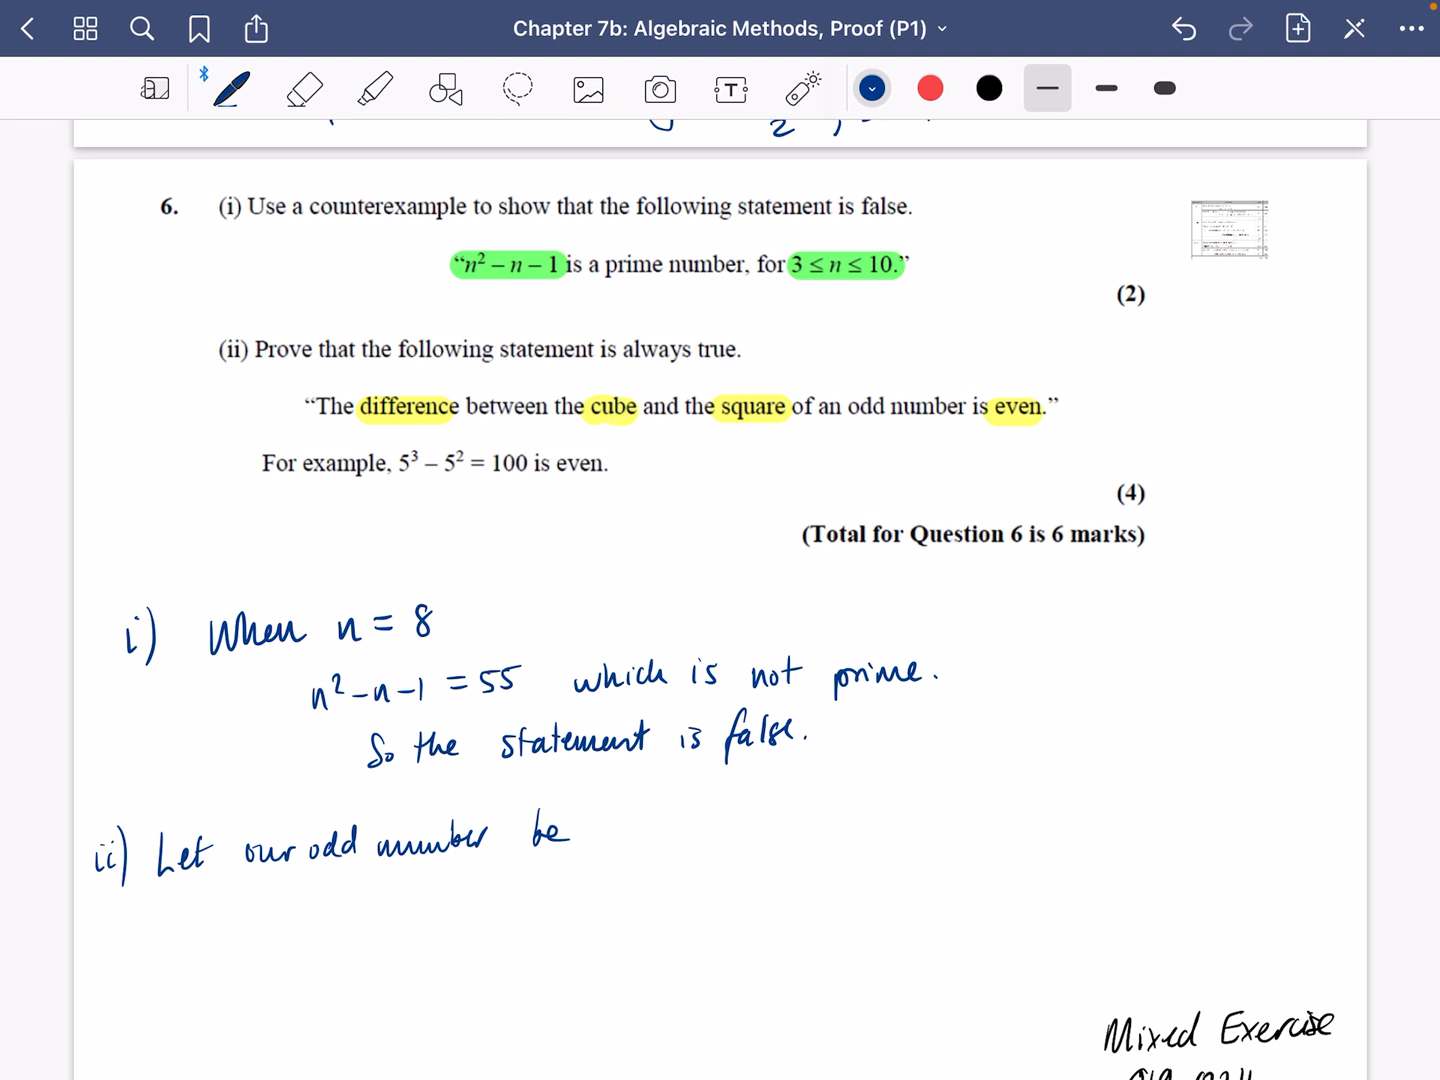 Chapter 7b: Algebraic Methods, Proof (P1)
6. (i) Use a counterexample to show that the following statement is false.
“n² – n – 1 is a prime number, for 3 ≤ n ≤ 10.”
(2)
(ii) Prove that the following statement is always true.
“The difference between the cube and the square of an odd number is even.”
For example, 5³ – 5² = 100 is even.
(4)
(Total for Question 6 is 6 marks)
i) When n = 8
n² – n – 1 = 55 which is not prime.
So the statement is false.
ii) Let our odd number be
Mixed Exercise